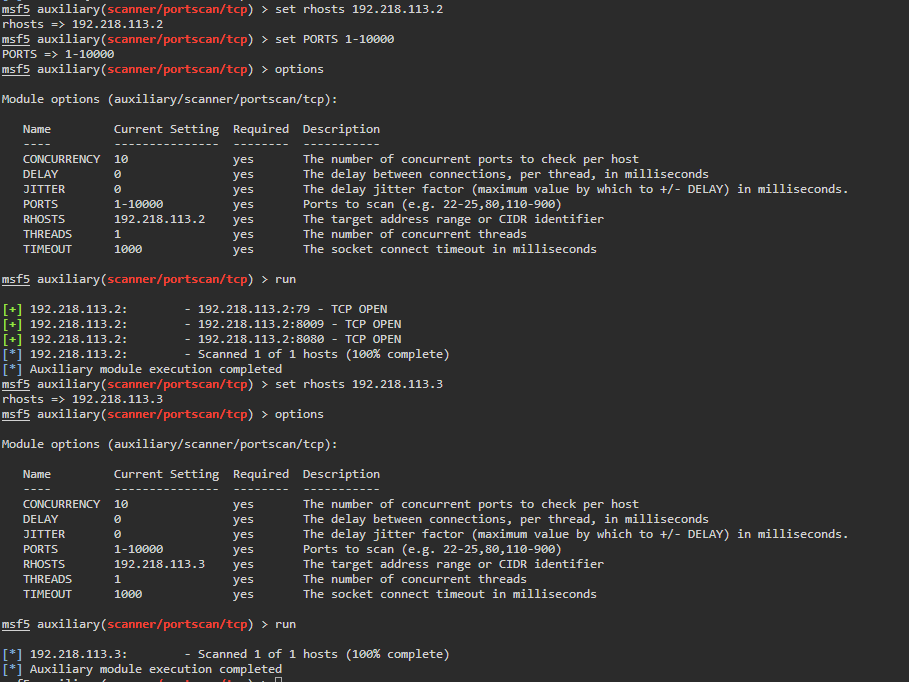 msf5 auxiliary(scanner/portscan/tcp) > set rhosts 192.218.113.2
rhosts => 192.218.113.2
msf5 auxiliary(scanner/portscan/tcp) > set PORTS 1-10000
PORTS => 1-10000
msf5 auxiliary(scanner/portscan/tcp) > options

Module options (auxiliary/scanner/portscan/tcp):

   Name         Current Setting  Required  Description
   ----         ---------------  --------  -----------
   CONCURRENCY  10               yes       The number of concurrent ports to check per host
   DELAY        0                yes       The delay between connections, per thread, in milliseconds
   JITTER       0                yes       The delay jitter factor (maximum value by which to +/- DELAY) in milliseconds.
   PORTS        1-10000          yes       Ports to scan (e.g. 22-25,80,110-900)
   RHOSTS       192.218.113.2    yes       The target address range or CIDR identifier
   THREADS      1                yes       The number of concurrent threads
   TIMEOUT      1000             yes       The socket connect timeout in milliseconds

msf5 auxiliary(scanner/portscan/tcp) > run

[+] 192.218.113.2:        - 192.218.113.2:79 - TCP OPEN
[+] 192.218.113.2:        - 192.218.113.2:8009 - TCP OPEN
[+] 192.218.113.2:        - 192.218.113.2:8080 - TCP OPEN
[*] 192.218.113.2:        - Scanned 1 of 1 hosts (100% complete)
[*] Auxiliary module execution completed
msf5 auxiliary(scanner/portscan/tcp) > set rhosts 192.218.113.3
rhosts => 192.218.113.3
msf5 auxiliary(scanner/portscan/tcp) > options

Module options (auxiliary/scanner/portscan/tcp):

   Name         Current Setting  Required  Description
   ----         ---------------  --------  -----------
   CONCURRENCY  10               yes       The number of concurrent ports to check per host
   DELAY        0                yes       The delay between connections, per thread, in milliseconds
   JITTER       0                yes       The delay jitter factor (maximum value by which to +/- DELAY) in milliseconds.
   PORTS        1-10000          yes       Ports to scan (e.g. 22-25,80,110-900)
   RHOSTS       192.218.113.3    yes       The target address range or CIDR identifier
   THREADS      1                yes       The number of concurrent threads
   TIMEOUT      1000             yes       The socket connect timeout in milliseconds

msf5 auxiliary(scanner/portscan/tcp) > run

[*] 192.218.113.3:        - Scanned 1 of 1 hosts (100% complete)
[*] Auxiliary module execution completed